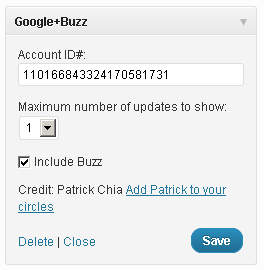 Google+Buzz
Account ID#:
110166843324170581731
Maximum number of updates to show:
1
Include Buzz
Credit: Patrick Chia Add Patrick to your
circles
Delete | Close
Save